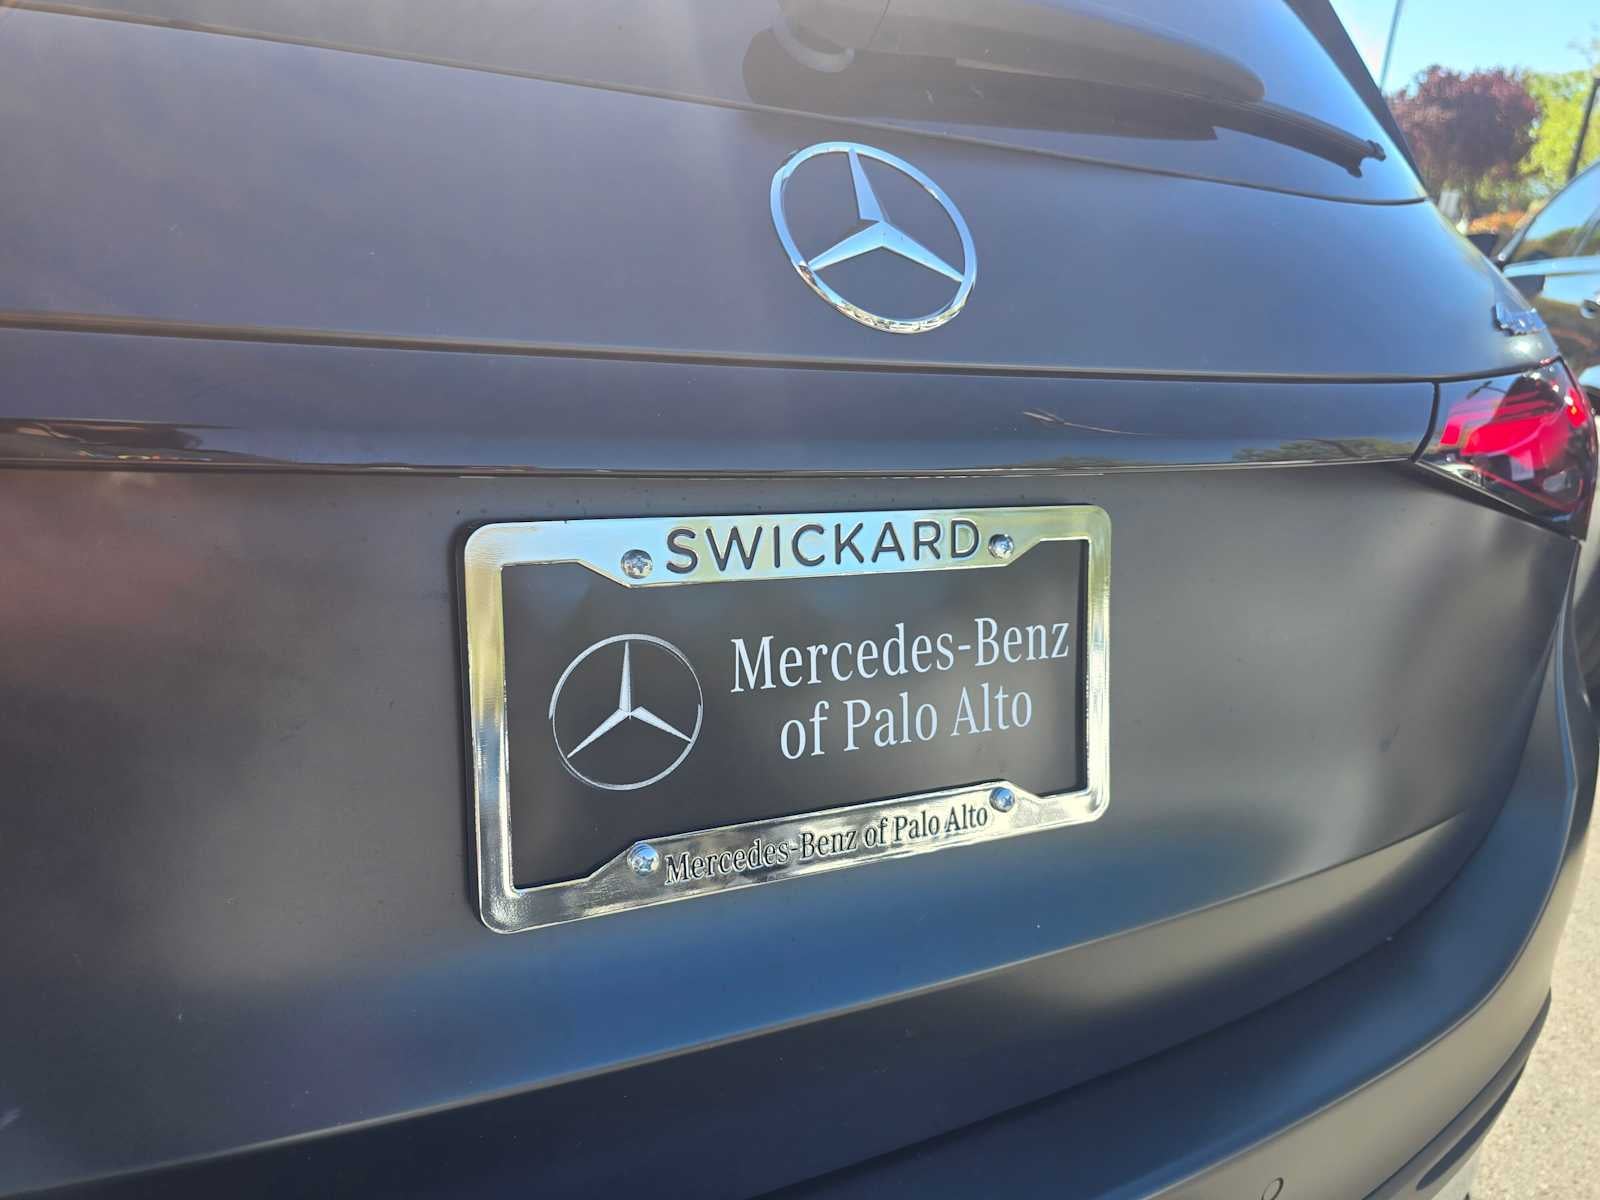 SWICKARD
Mercedes-Benz
of Palo Alto
Mercedes-Benz of Palo Alto